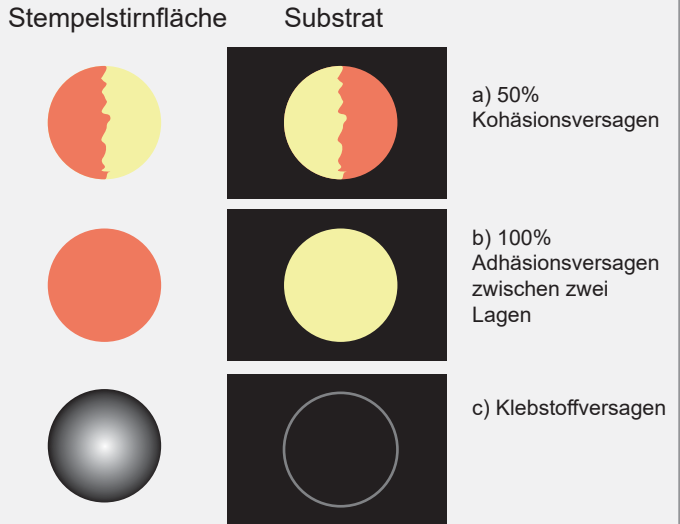 Stempelstirnfläche Substrat
a) 50%
Kohäsionsversagen
b) 100%
Adhäsionsversagen
zwischen zwei
Lagen
c) Klebstoffversagen